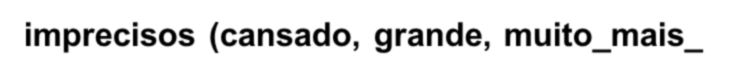 imprecisos (cansado, grande, muito_mais_